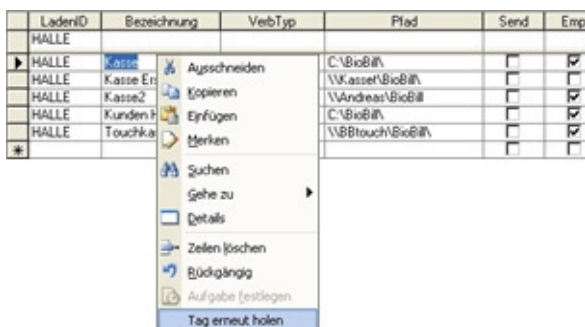 LadenID Bezeichnung VerbTyp Pfad Send Emp
HALLE
HALLE Kasse C:\BioBill\
HALLE Kasse Ers \\Kasse1\BioBill\
HALLE Kasse2 \\Andreas\BioBill
HALLE Kunden C:\BioBill\
HALLE Touchka \\BBtouch\BioBill\
Ausschneiden
Kopieren
Einfügen
Merken
Suchen
Gehe zu
Details
Zeilen löschen
Rückgängig
Aufgabe festlegen
Tag erneut holen